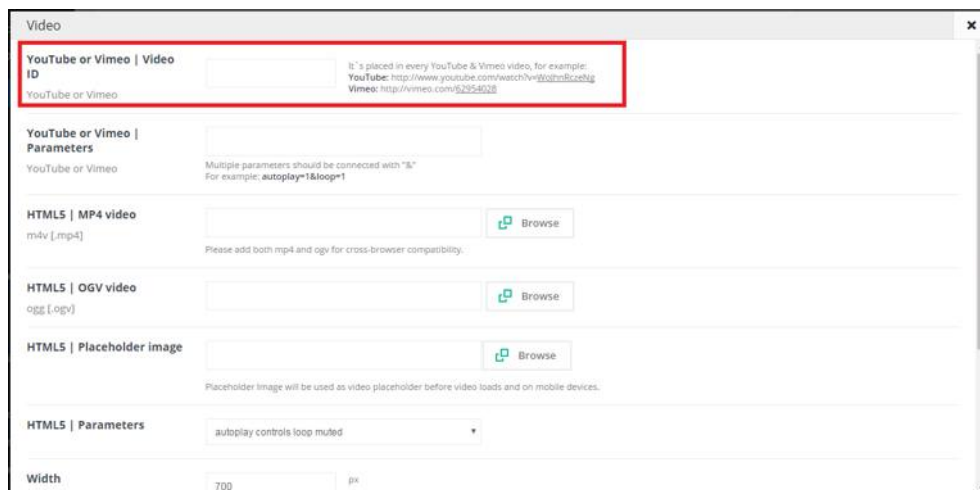 Video
YouTube or Vimeo | Video
ID
YouTube or Vimeo
It`s placed in every YouTube & Vimeo video, for example:
YouTube: http://www.youtube.com/watch?v=WoJhnRczeNg
Vimeo: http://vimeo.com/62954028
YouTube or Vimeo |
Parameters
YouTube or Vimeo
Multiple parameters should be connected with "&"
For example: autoplay=1&loop=1
HTML5 | MP4 video
m4v [.mp4]
Browse
Please add both mp4 and ogv for cross-browser compatibility.
HTML5 | OGV video
ogg [.ogv]
Browse
HTML5 | Placeholder image
Browse
Placeholder Image will be used as video placeholder before video loads and on mobile devices.
HTML5 | Parameters
autoplay controls loop muted
Width
700
px